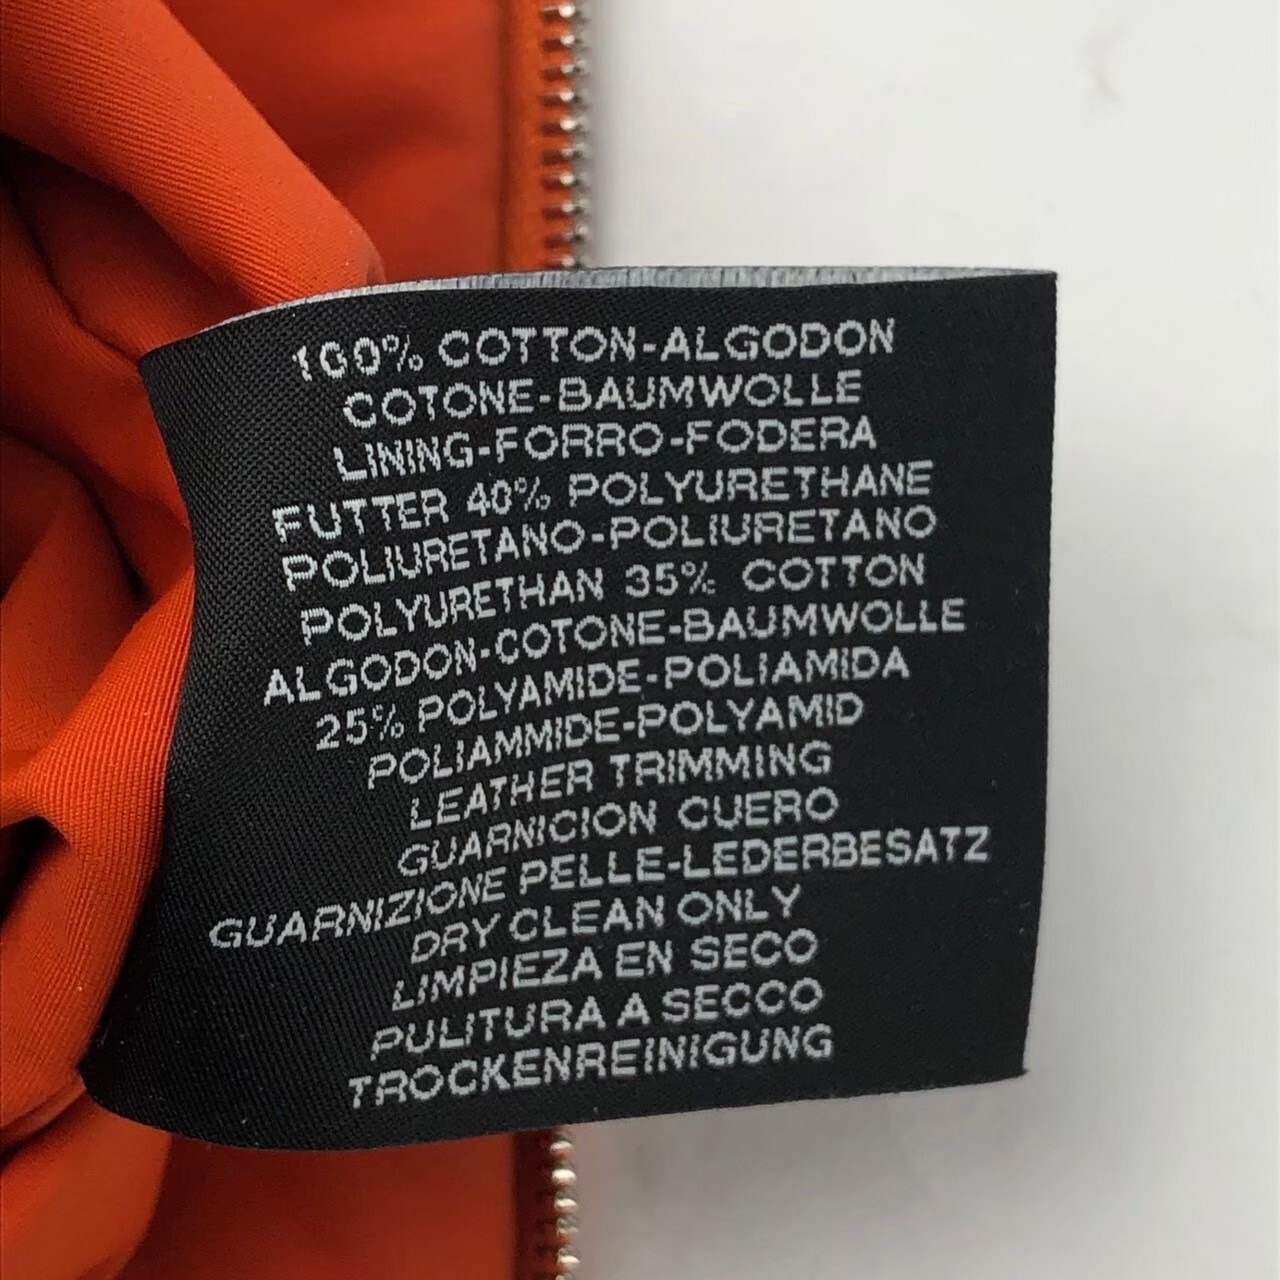 100% COTTON-ALGODON
COTONE-BAUMWOLLE
LINING-FORRO-FODERA
FUTTER 40% POLYURETHANE
POLIURETANO-POLIURETANO
POLYURETHAN 35% COTTON
ALGODON-COTONE-BAUMWOLLE
25% POLYAMIDE-POLIAMIDA
POLIAMMIDE-POLYAMID
LEATHER TRIMMING
GUARNICION CUERO
GUARNIZIONE PELLE-LEDERBESATZ
DRY CLEAN ONLY
LIMPIEZA EN SECO
PULITURA A SECCO
TROCKENREINIGUNG